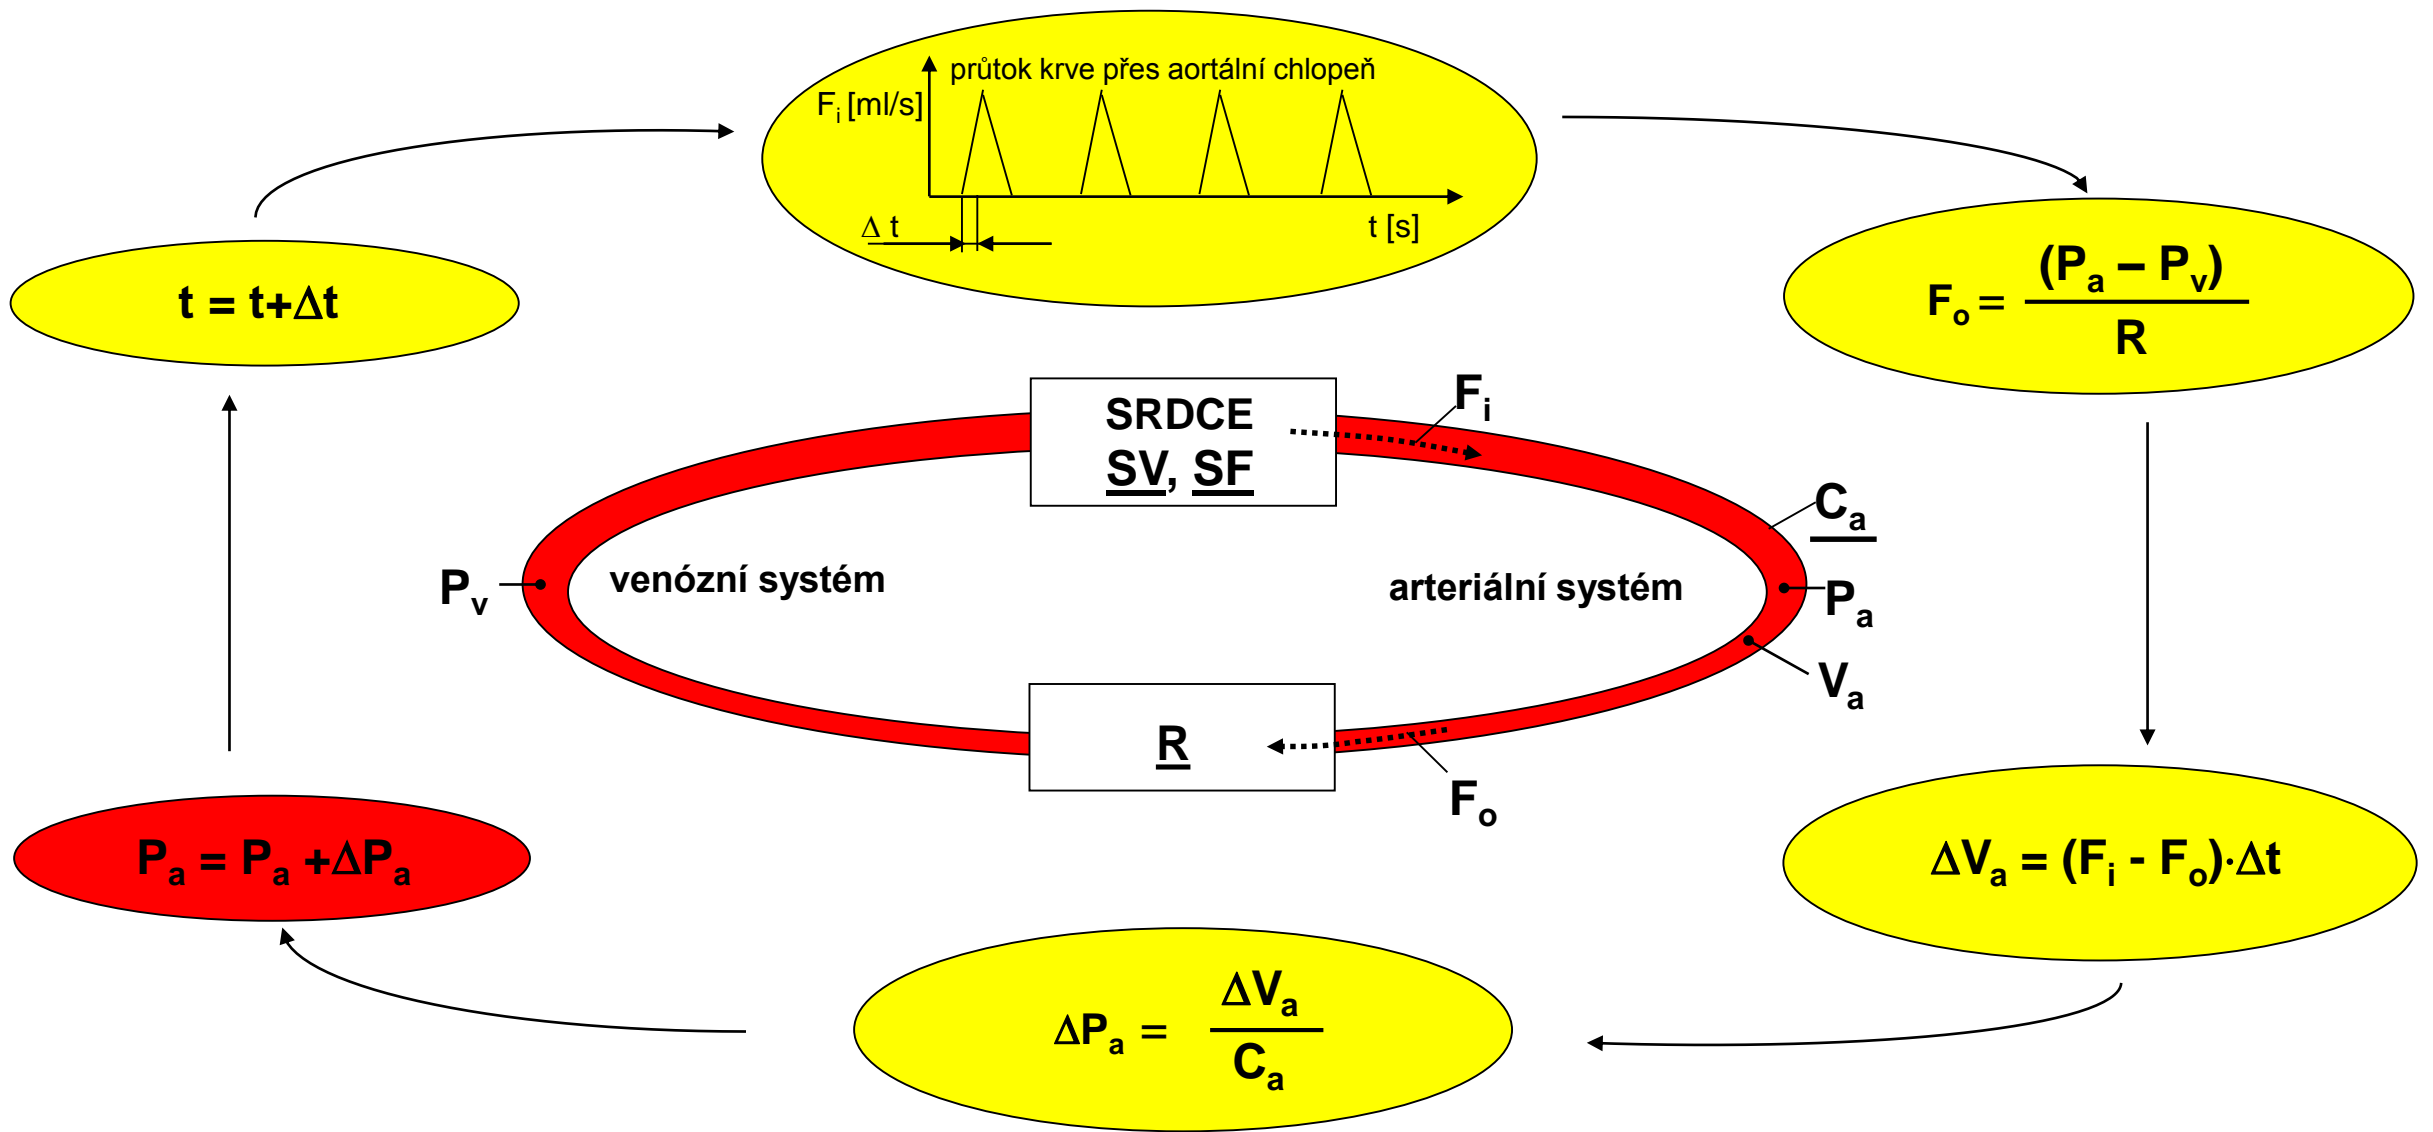 průtok krve přes aortální chlopeň
Fi [ml/s]
Δ t
t [s]
t = t+Δt
Fo = (Pa – Pv)
R
SRDCE
SV, SF
Fi
Ca
Pv
venózní systém
arteriální systém
Pa
Va
R
Fo
Pa = Pa +ΔPa
ΔVa = (Fi - Fo)·Δt
ΔPa = ΔVa
Ca